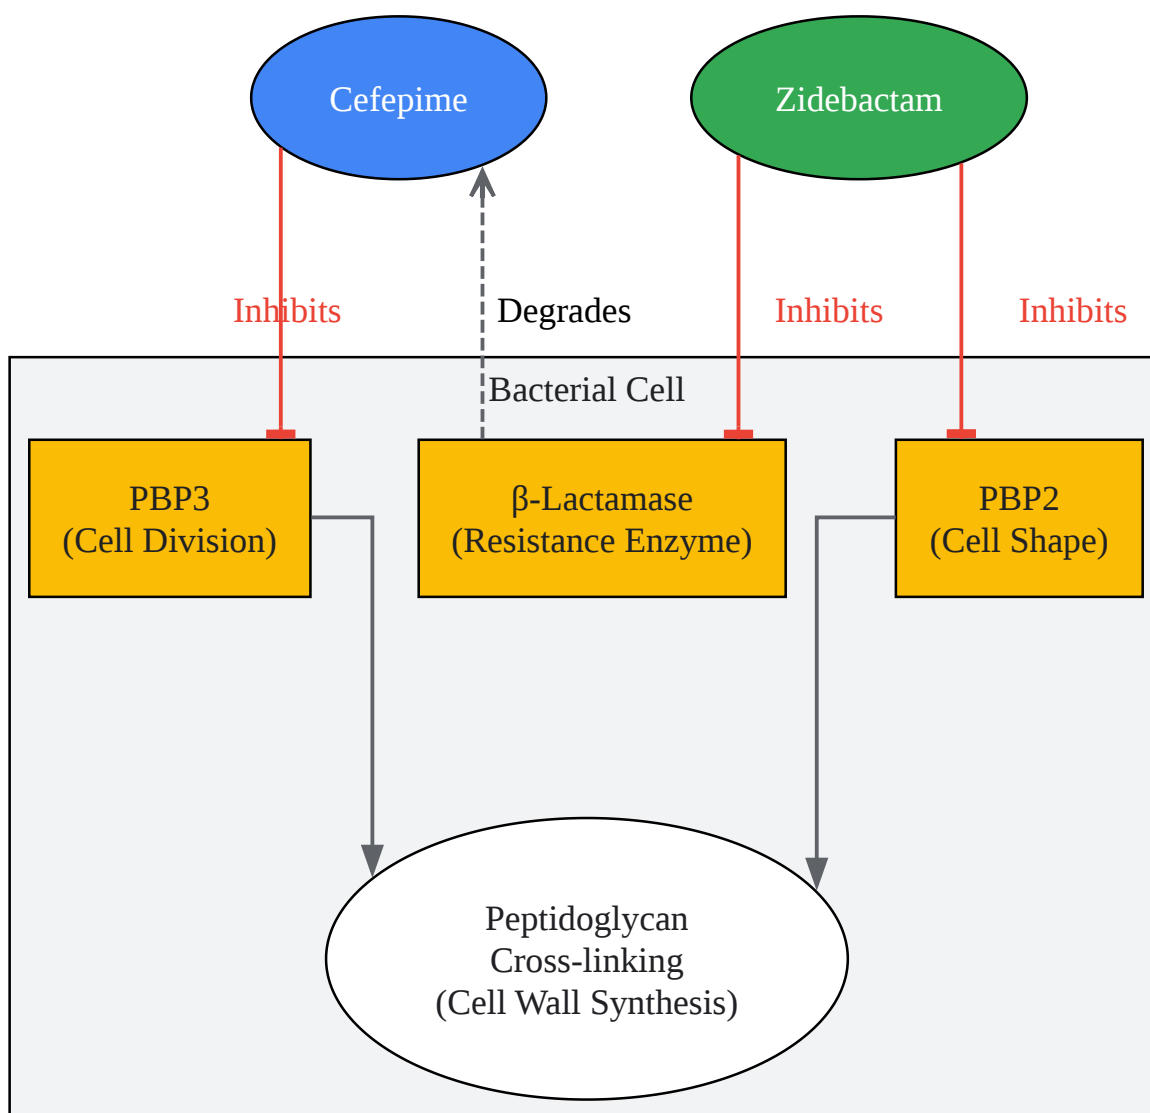 Cefepime
Zidebactam
Inhibits
Degrades
Inhibits
Inhibits
Bacterial Cell
PBP3
(Cell Division)
β-Lactamase
(Resistance Enzyme)
PBP2
(Cell Shape)
Peptidoglycan
Cross-linking
(Cell Wall Synthesis)